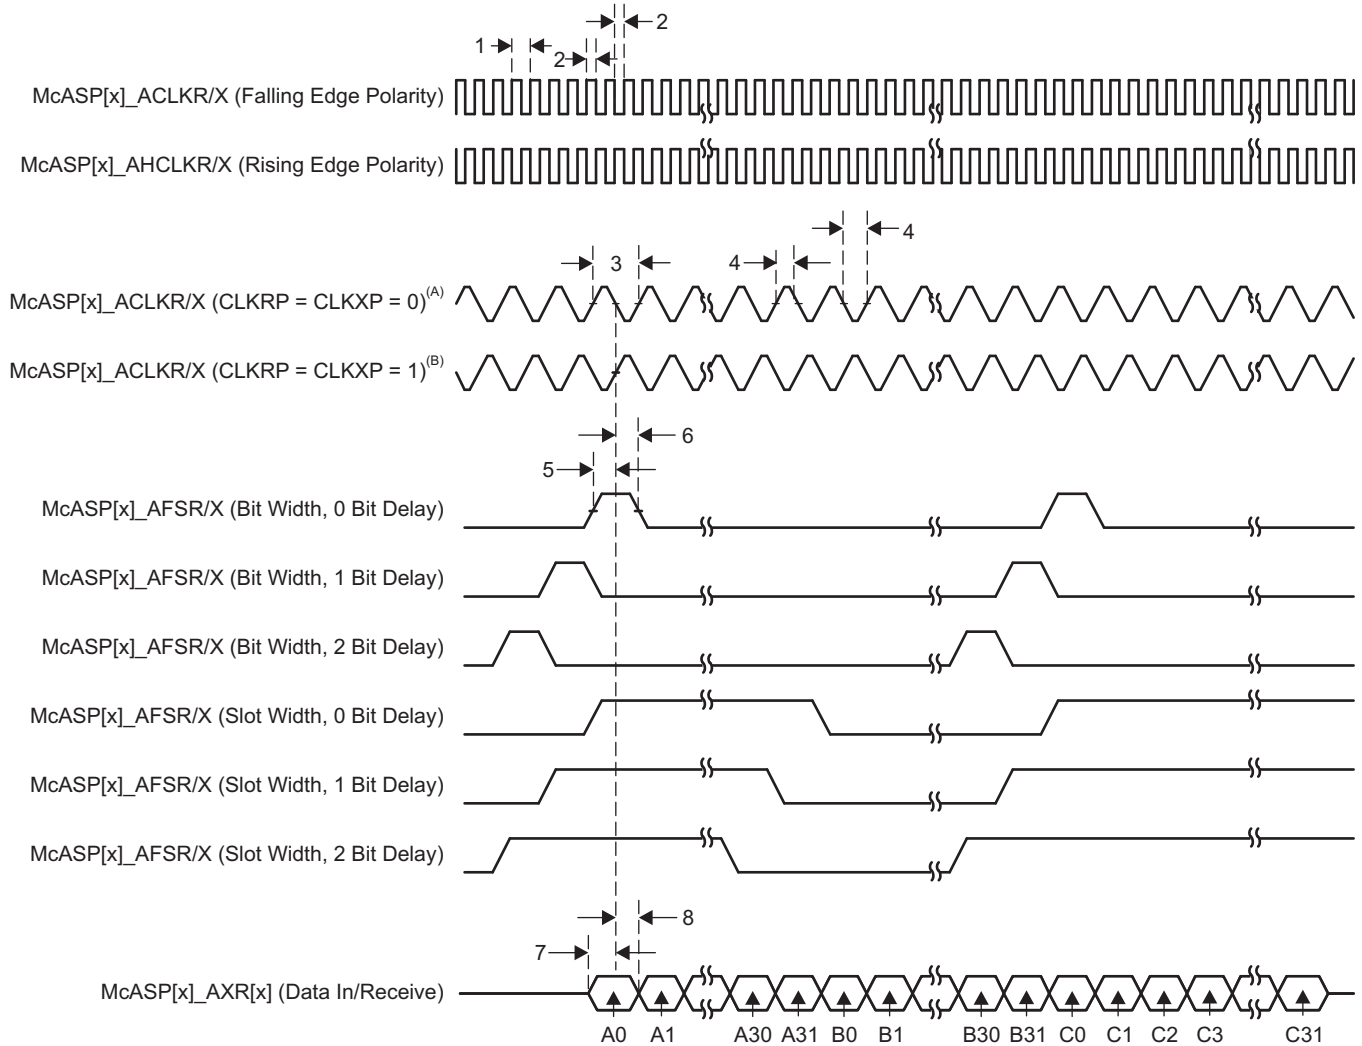 2
1
2
McASP[x]_ACLKR/X (Falling Edge Polarity)
McASP[x]_AHCLKR/X (Rising Edge Polarity)
4
3
4
McASP[x]_ACLKR/X (CLKRP = CLKXP = 0)(A)
McASP[x]_ACLKR/X (CLKRP = CLKXP = 1)(B)
6
5
McASP[x]_AFSR/X (Bit Width, 0 Bit Delay)
McASP[x]_AFSR/X (Bit Width, 1 Bit Delay)
McASP[x]_AFSR/X (Bit Width, 2 Bit Delay)
McASP[x]_AFSR/X (Slot Width, 0 Bit Delay)
McASP[x]_AFSR/X (Slot Width, 1 Bit Delay)
McASP[x]_AFSR/X (Slot Width, 2 Bit Delay)
8
7
McASP[x]_AXR[x] (Data In/Receive)
A0 A1 A30 A31 B0 B1 B30 B31 C0 C1 C2 C3 C31